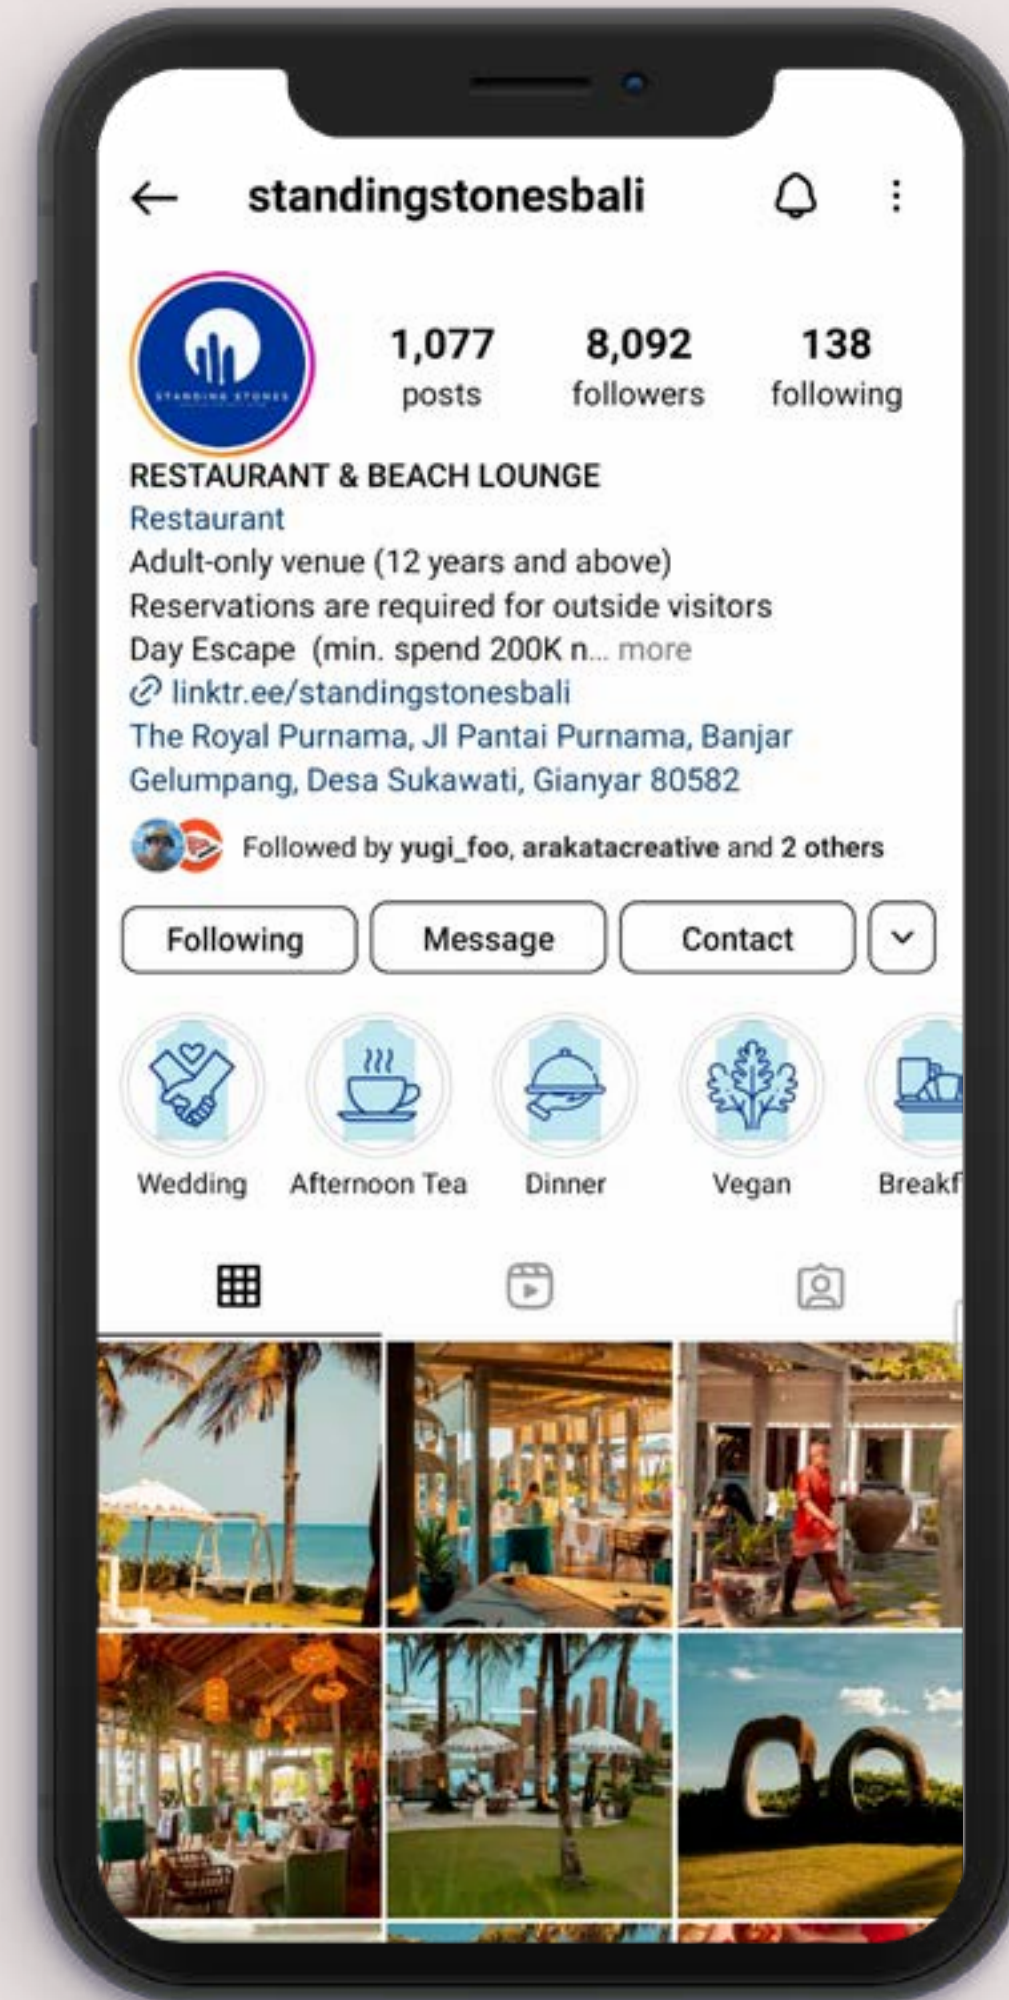 standingstonesbali
1,077 8,092 138
posts followers following
STANDING STONES
RESTAURANT & BEACH LOUNGE
Restaurant
Adult-only venue (12 years and above)
Reservations are required for outside visitors
Day Escape (min. spend 200K n... more
linktr.ee/standingstonesbali
The Royal Purnama, Jl Pantai Purnama, Banjar
Gelumpang, Desa Sukawati, Gianyar 80582
Followed by yugi_foo, arakatacreative and 2 others
Following Message Contact
Wedding Afternoon Tea Dinner Vegan Breakf